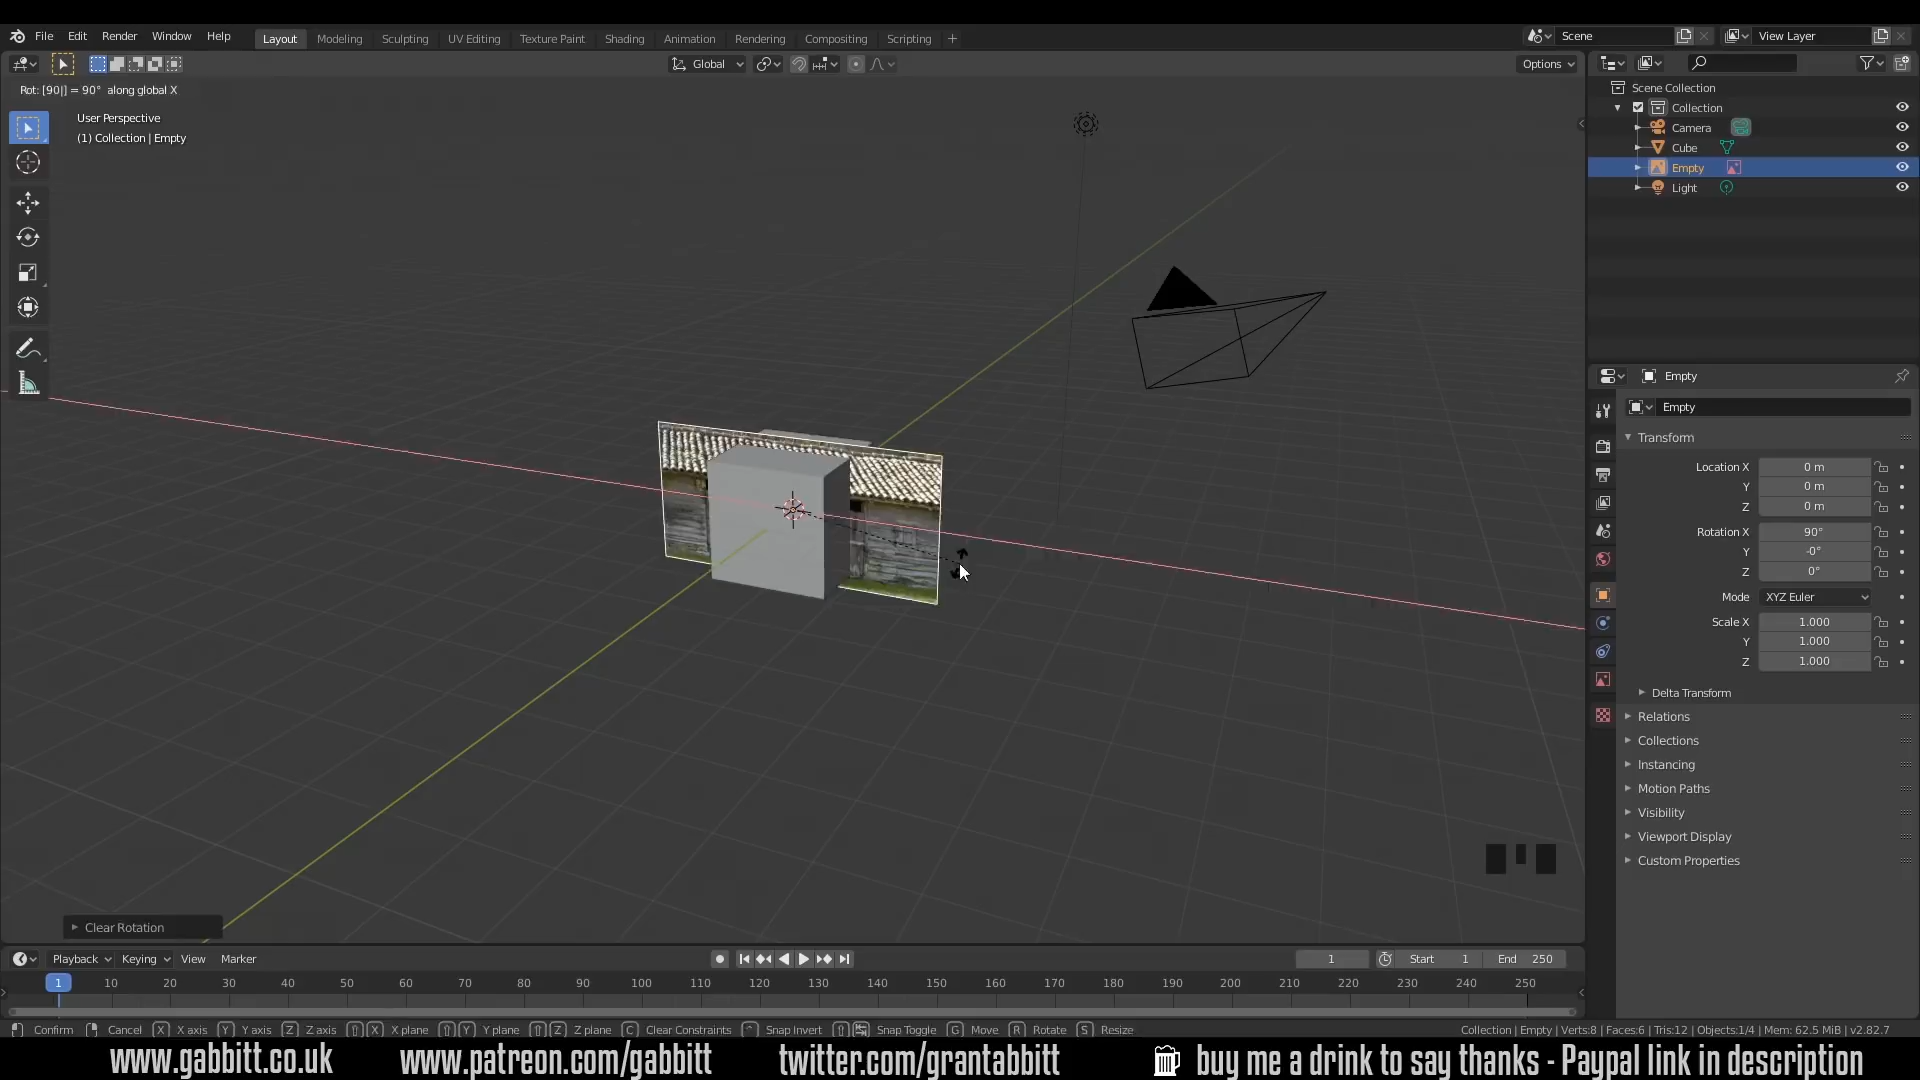 File Edit Render Window Help Layout Modeling Sculpting UV Editing Texture Paint Shading Animation Rendering Compositing Scripting + Scene View Layer
Global Options
Rot: [90|] = 90° along global X
User Perspective
(1) Collection | Empty
Scene Collection
Collection
Camera
Cube
Empty
Light
Empty
Empty
Transform
Location X 0 m
Y 0 m
Z 0 m
Rotation X 90°
Y -0°
Z 0°
Mode XYZ Euler
Scale X 1.000
Y 1.000
Z 1.000
Delta Transform
Relations
Collections
Instancing
Motion Paths
Visibility
Viewport Display
Custom Properties
Clear Rotation
Playback Keying View Marker 1 Start 1 End 250
1 10 20 30 40 50 60 70 80 90 100 110 120 130 140 150 160 170 180 190 200 210 220 230 240 250
Confirm Cancel X X axis Y Y axis Z Z axis X X plane Y Y plane Z Z plane C Clear Constraints Snap Invert Snap Toggle G Move R Rotate S Resize Collection | Empty | Verts:8 | Faces:6 | Tris:12 | Objects:1/4 | Mem: 62.5 MiB | v2.82.7
www.gabbitt.co.uk www.patreon.com/gabbitt twitter.com/grantabbitt buy me a drink to say thanks - Paypal link in description